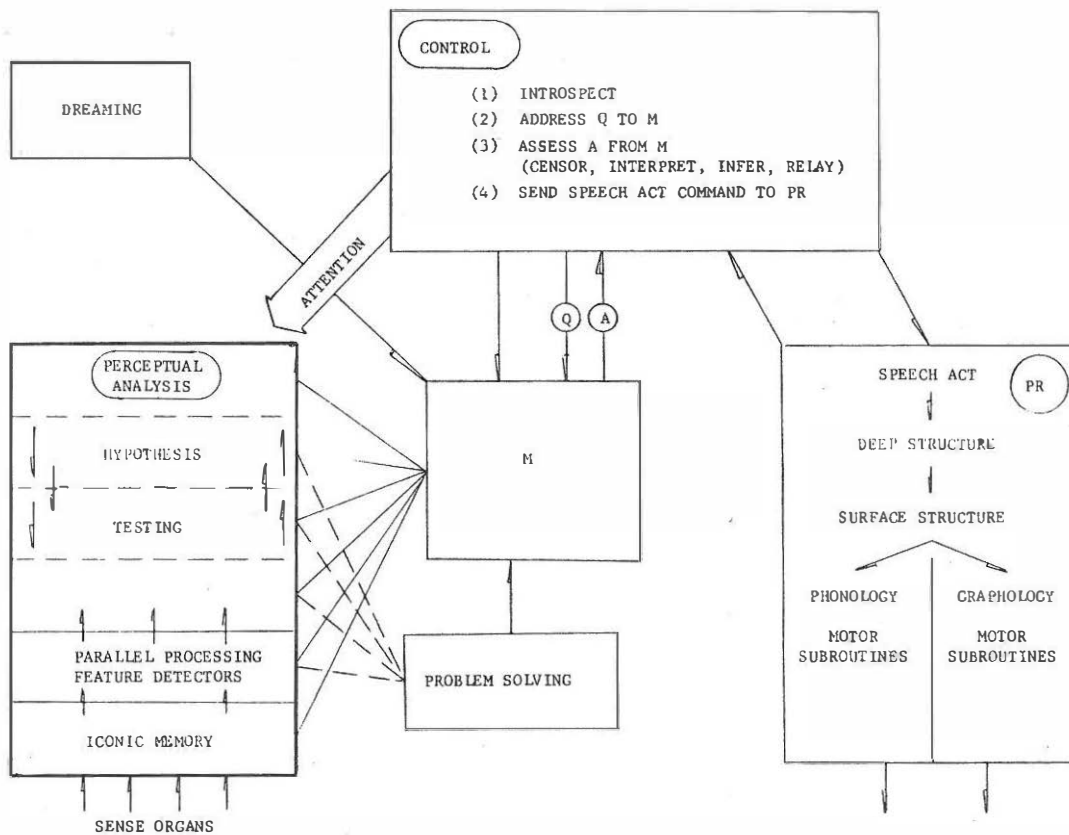 CONTROL
(1) INTROSPECT
(2) ADDRESS Q TO M
(3) ASSESS A FROM M
(CENSOR, INTERPRET, INFER, RELAY)
(4) SEND SPEECH ACT COMMAND TO PR
DREAMING
ATTENTION
Q
A
PERCEPTUAL
ANALYSIS
HYPOTHESIS
TESTING
PARALLEL PROCESSING
FEATURE DETECTORS
ICONIC MEMORY
SENSE ORGANS
M
PROBLEM SOLVING
SPEECH ACT
PR
DEEP STRUCTURE
SURFACE STRUCTURE
PHONOLOGY
MOTOR
SUBROUTINES
GRAPHOLOGY
MOTOR
SUBROUTINES